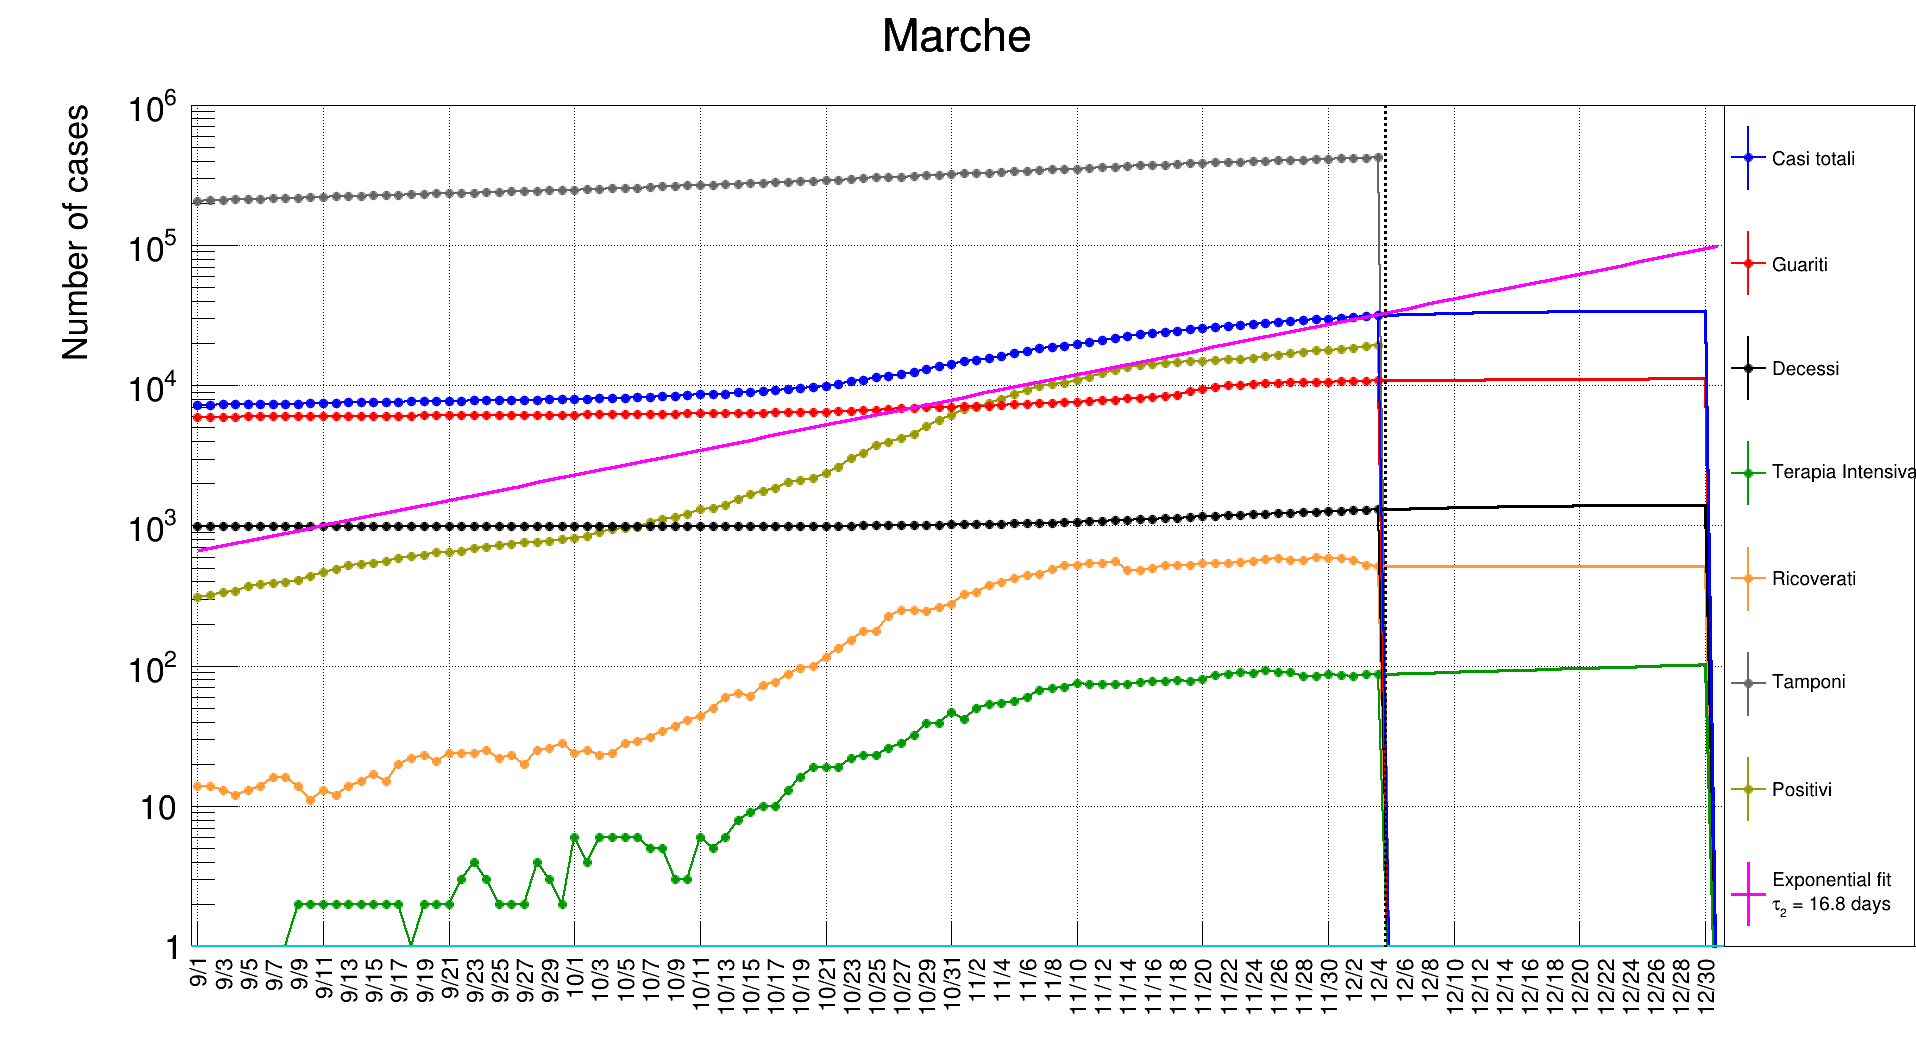 Marche
Number of cases
10^6
10^5
10^4
10^3
10^2
10
1
9/1 9/3 9/5 9/7 9/9 9/11 9/13 9/15 9/17 9/19 9/21 9/23 9/25 9/27 9/29 10/1 10/3 10/5 10/7 10/9 10/11 10/13 10/15 10/17 10/19 10/21 10/23 10/25 10/27 10/29 10/31 11/2 11/4 11/6 11/8 11/10 11/12 11/14 11/16 11/18 11/20 11/22 11/24 11/26 11/28 11/30 12/2 12/4 12/6 12/8 12/10 12/12 12/14 12/16 12/18 12/20 12/22 12/24 12/26 12/28 12/30
Casi totali
Guariti
Decessi
Terapia Intensiva
Ricoverati
Tamponi
Positivi
Exponential fit
τ_2 = 16.8 days